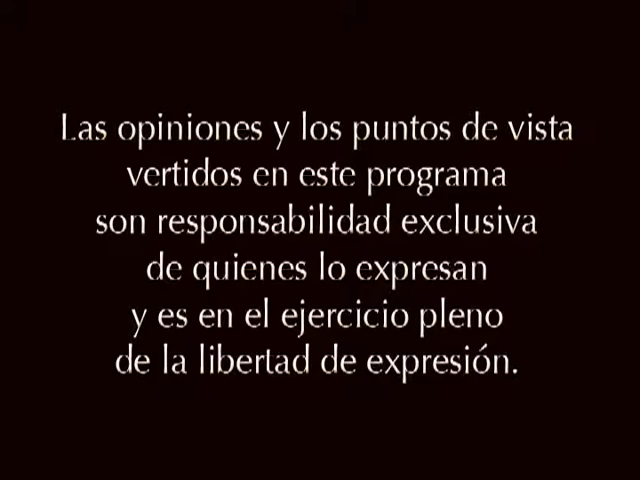 Las opiniones y los puntos de vista
vertidos en este programa
son responsabilidad exclusiva
de quienes lo expresan
y es en el ejercicio pleno
de la libertad de expresión.